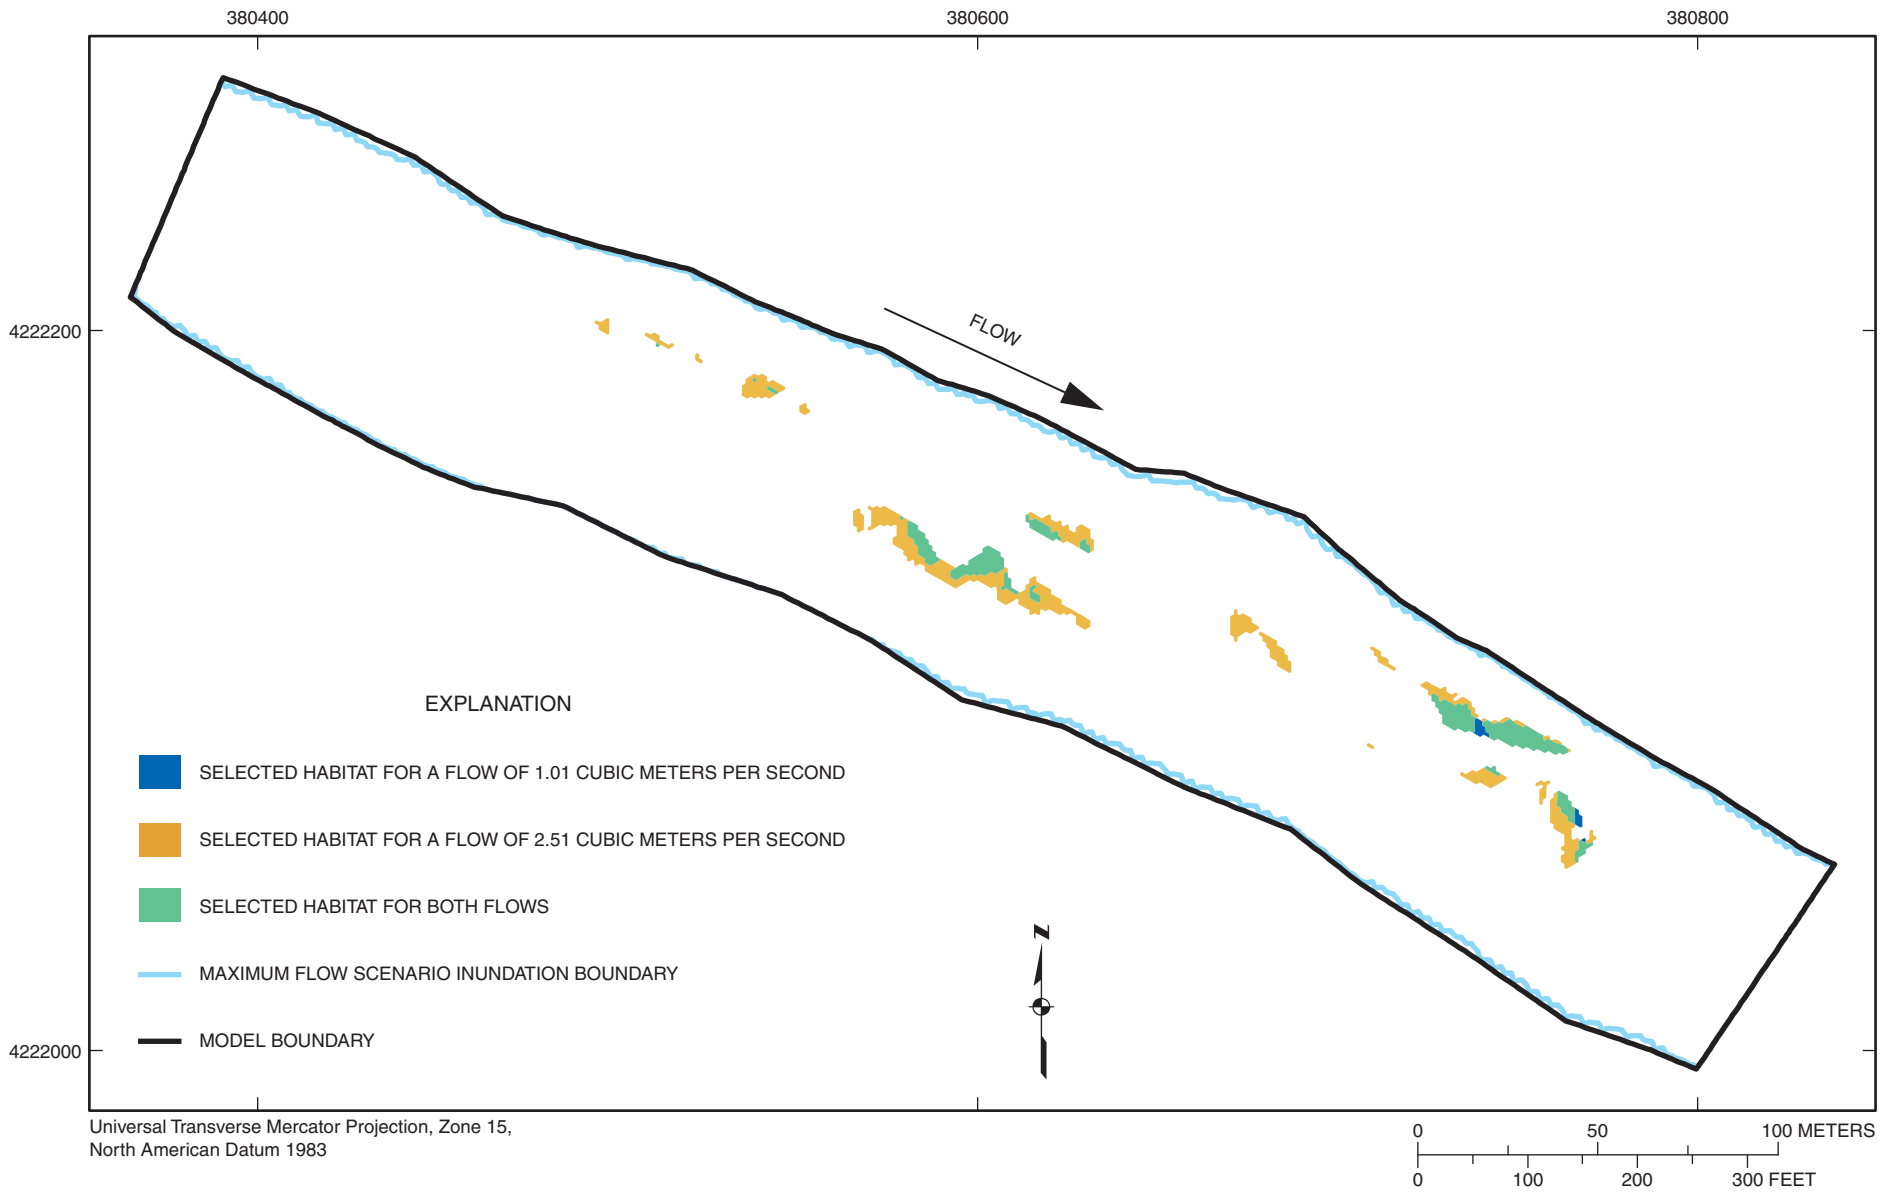 380400
380600
380800
4222200
FLOW
EXPLANATION
SELECTED HABITAT FOR A FLOW OF 1.01 CUBIC METERS PER SECOND
SELECTED HABITAT FOR A FLOW OF 2.51 CUBIC METERS PER SECOND
SELECTED HABITAT FOR BOTH FLOWS
MAXIMUM FLOW SCENARIO INUNDATION BOUNDARY
MODEL BOUNDARY
N
4222000
Universal Transverse Mercator Projection, Zone 15,
North American Datum 1983
0 50 100 METERS
0 100 200 300 FEET